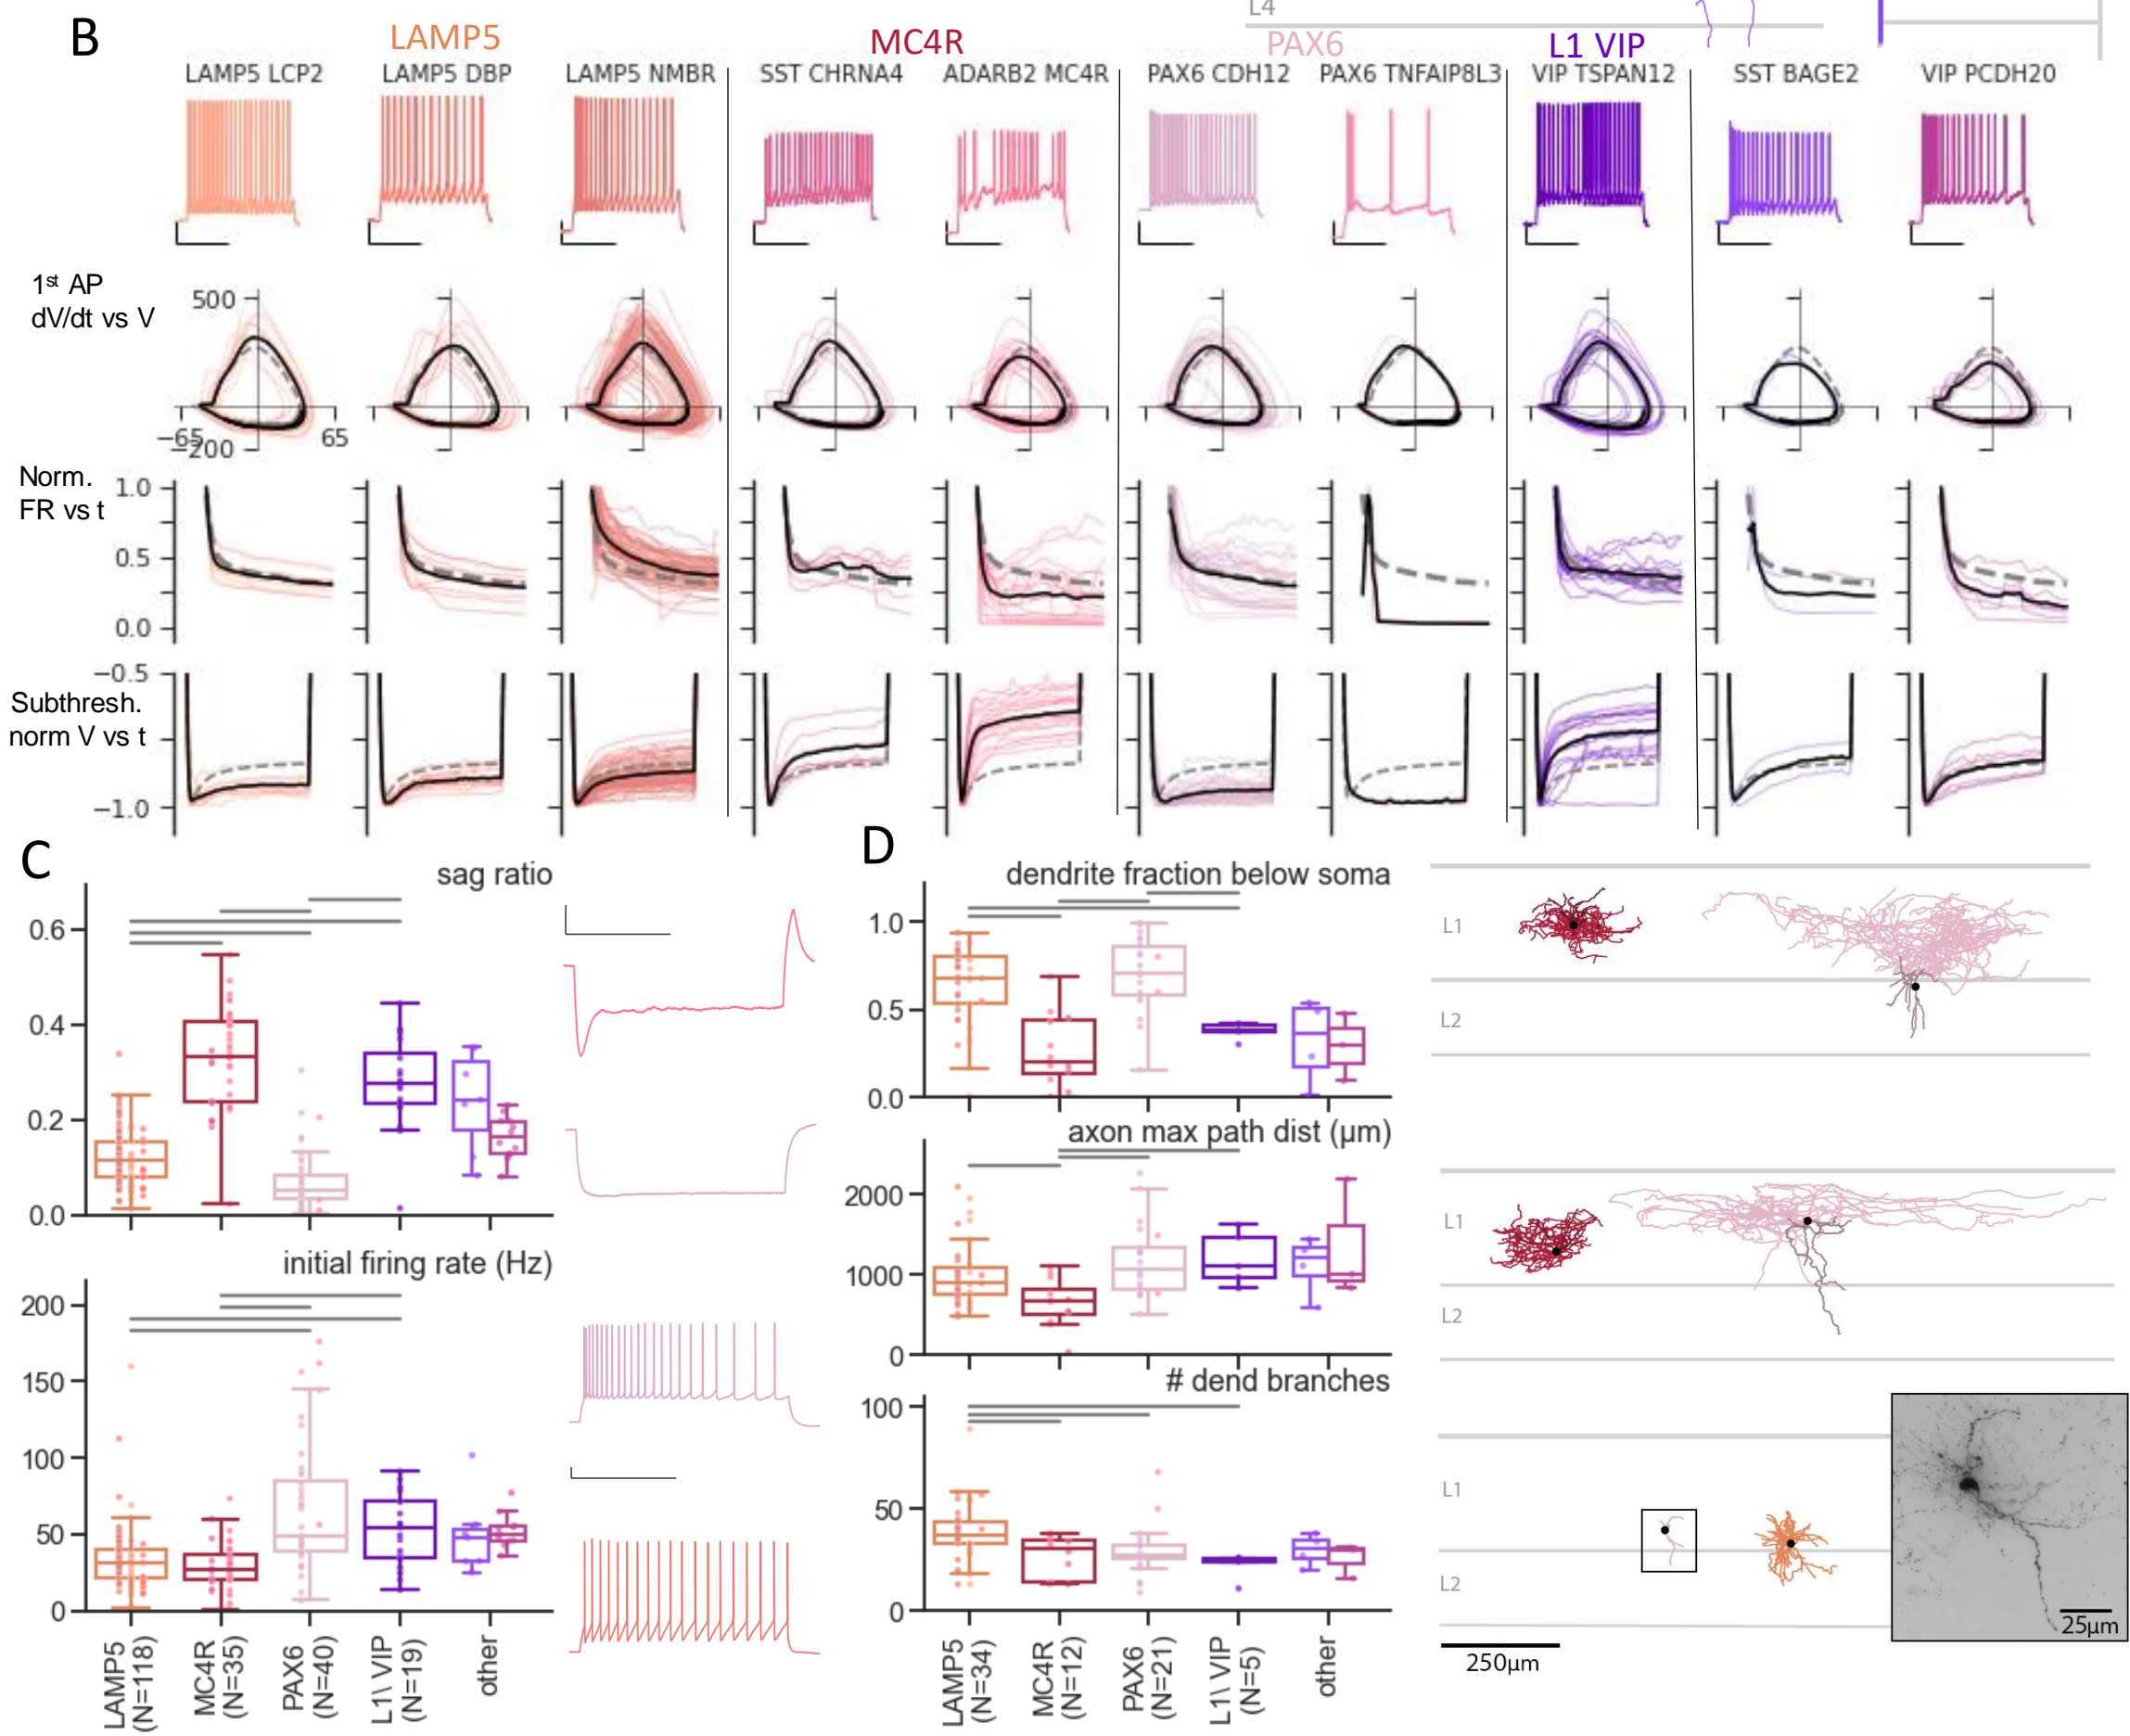 L4
B
LAMP5 MC4R PAX6 L1 VIP
LAMP5 LCP2 LAMP5 DBP LAMP5 NMBR SST CHRNA4 ADARB2 MC4R PAX6 CDH12 PAX6 TNFAIP8L3 VIP TSPAN12 SST BAGE2 VIP PCDH20
1st AP
dV/dt vs V
500
−65 65
−200
Norm.
FR vs t
1.0
0.5
0.0
Subthresh.
norm V vs t
−0.5
−1.0
C
sag ratio
0.6
0.4
0.2
0.0
initial firing rate (Hz)
200
150
100
50
0
LAMP5
(N=118)
MC4R
(N=35)
PAX6
(N=40)
L1\ VIP
(N=19)
other
D
dendrite fraction below soma
1.0
0.5
0.0
axon max path dist (μm)
2000
1000
0
# dend branches
100
50
0
LAMP5
(N=34)
MC4R
(N=12)
PAX6
(N=21)
L1\ VIP
(N=5)
other
L1
L2
L1
L2
L1
L2
25μm
250μm